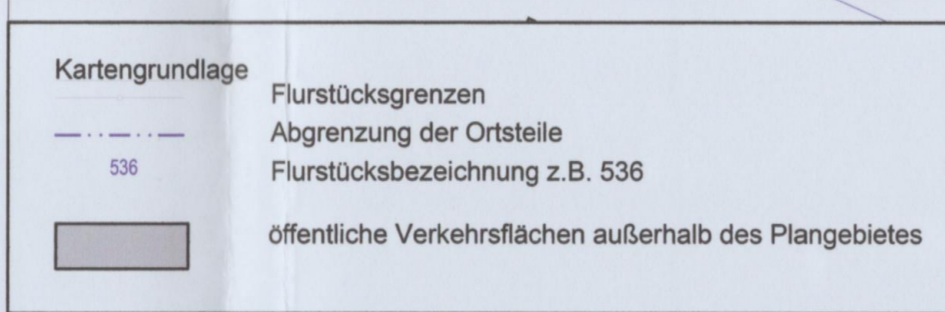 Kartengrundlage
Flurstücksgrenzen
Abgrenzung der Ortsteile
536 Flurstücksbezeichnung z.B. 536
öffentliche Verkehrsflächen außerhalb des Plangebietes